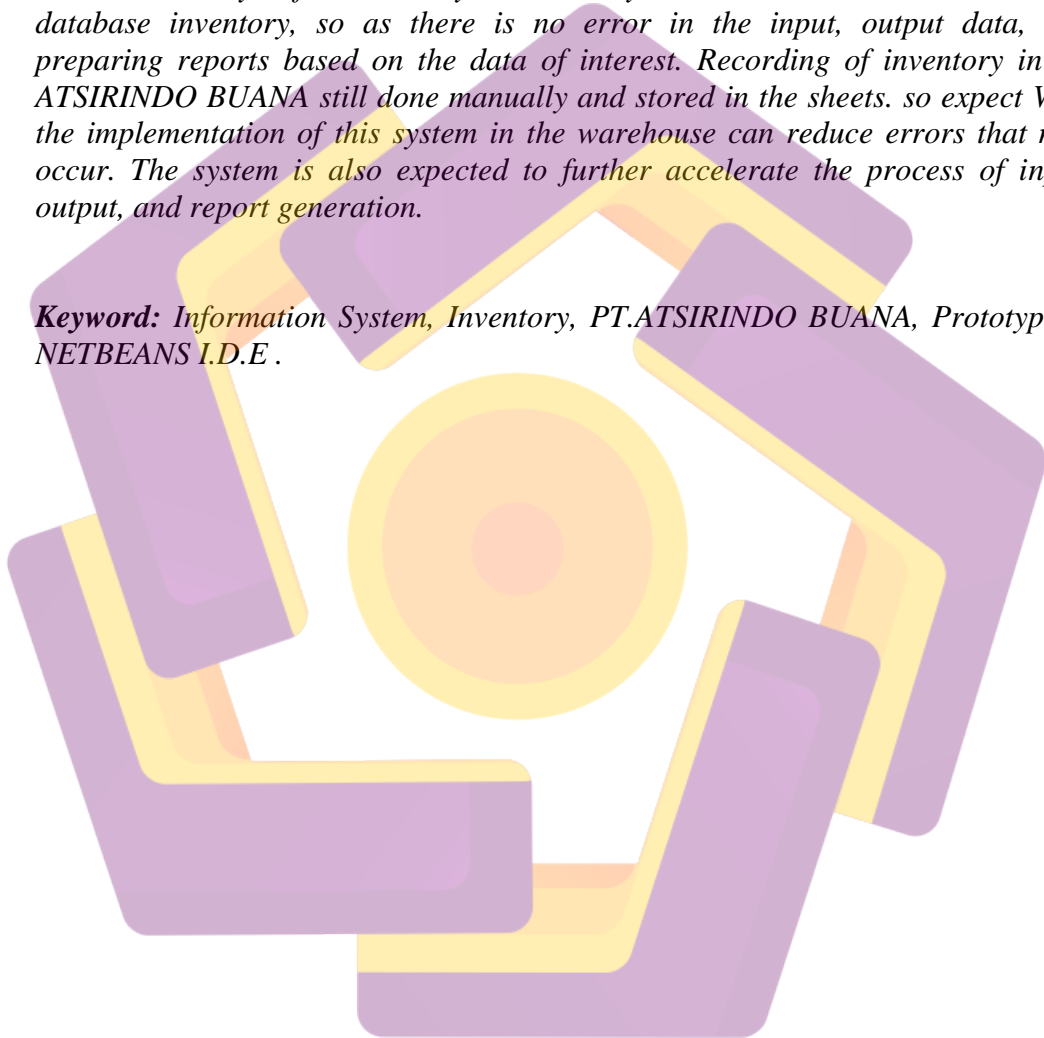 database inventory, so as there is no error in the input, output data,
preparing reports based on the data of interest. Recording of inventory in
ATSIRINDO BUANA still done manually and stored in the sheets. so expect
the implementation of this system in the warehouse can reduce errors that
occur. The system is also expected to further accelerate the process of
output, and report generation.
Keyword: Information System, Inventory, PT.ATSIRINDO BUANA,
NETBEANS I.D.E .